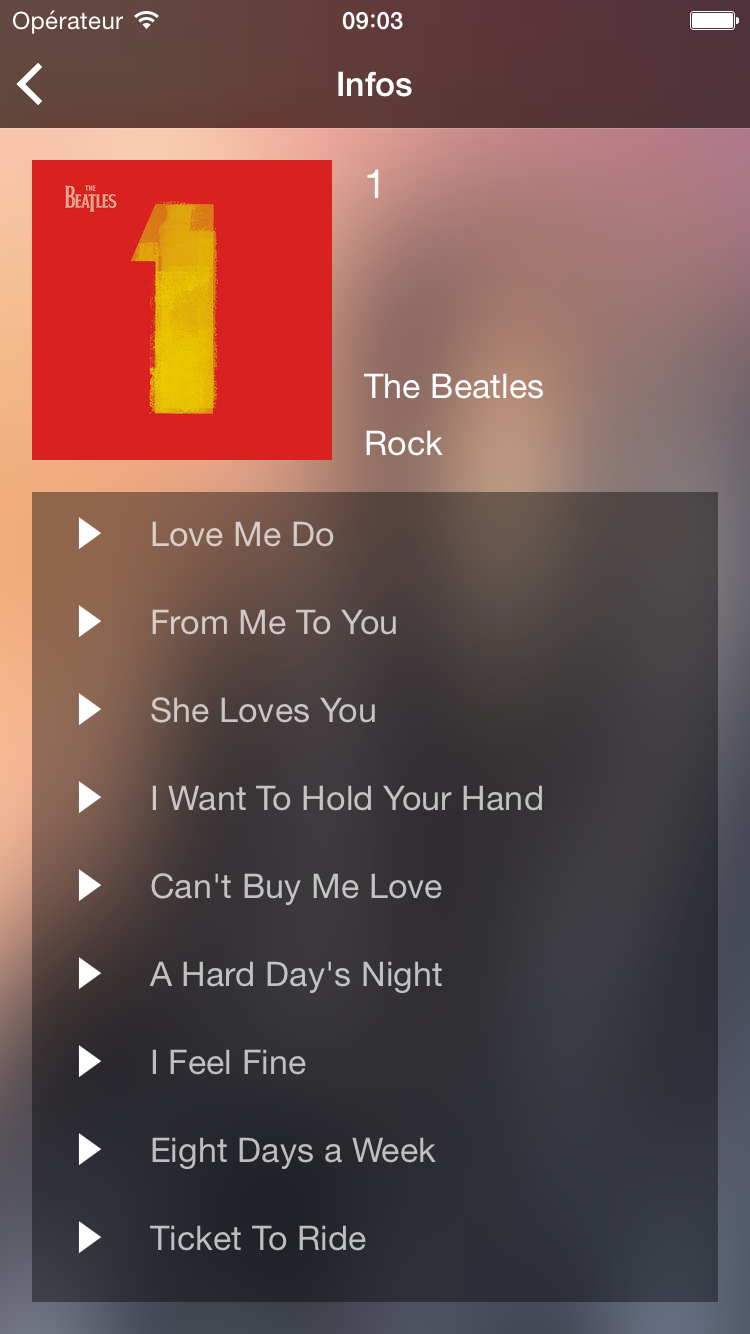 Opérateur 09:03
Infos
THE
BEATLES
1
1
The Beatles
Rock
Love Me Do
From Me To You
She Loves You
I Want To Hold Your Hand
Can't Buy Me Love
A Hard Day's Night
I Feel Fine
Eight Days a Week
Ticket To Ride